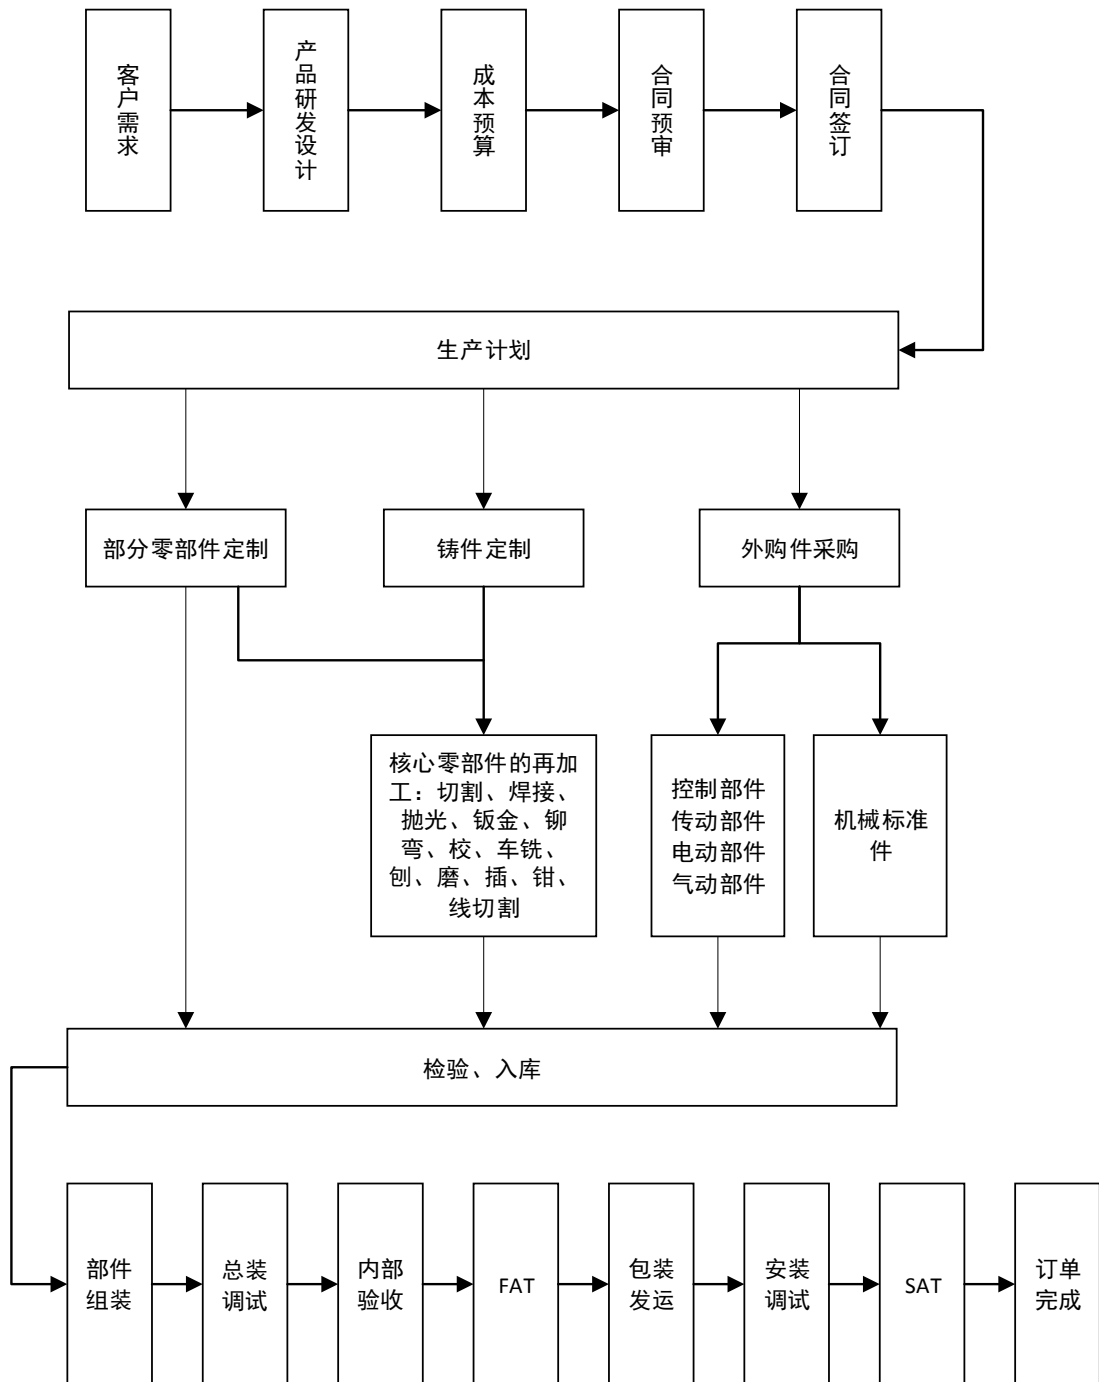 客户需求
产品研发设计
成本预算
合同预审
合同签订
生产计划
部分零部件定制
铸件定制
外购件采购
核心零部件的再加
工：切割、焊接、
抛光、钣金、铆
弯、校、车铣、
刨、磨、插、钳、
线切割
控制部件
传动部件
电动部件
气动部件
机械标准
件
检验、入库
部件
组装
总装
调试
内部
验收
FAT
包装
发运
安装
调试
SAT
订单
完成